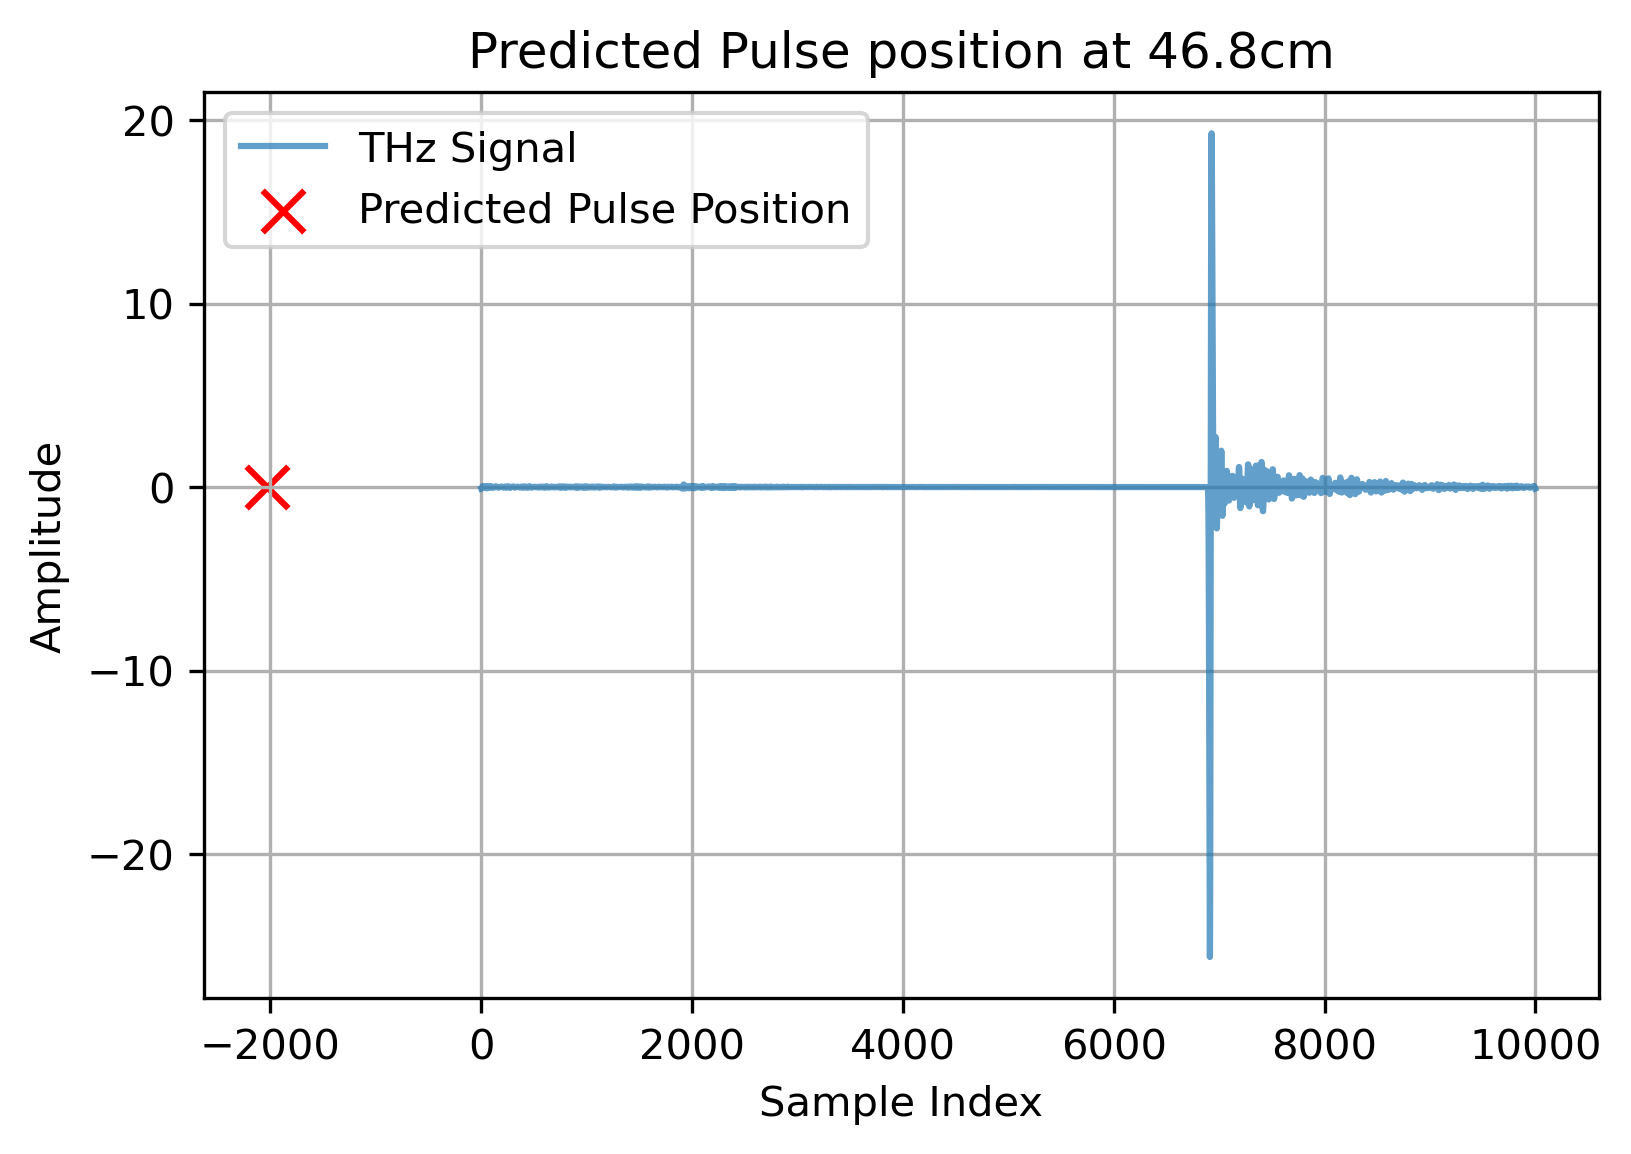 Predicted Pulse position at 46.8cm
THz Signal
Predicted Pulse Position
20
10
0
−10
−20
Amplitude
−2000 0 2000 4000 6000 8000 10000
Sample Index